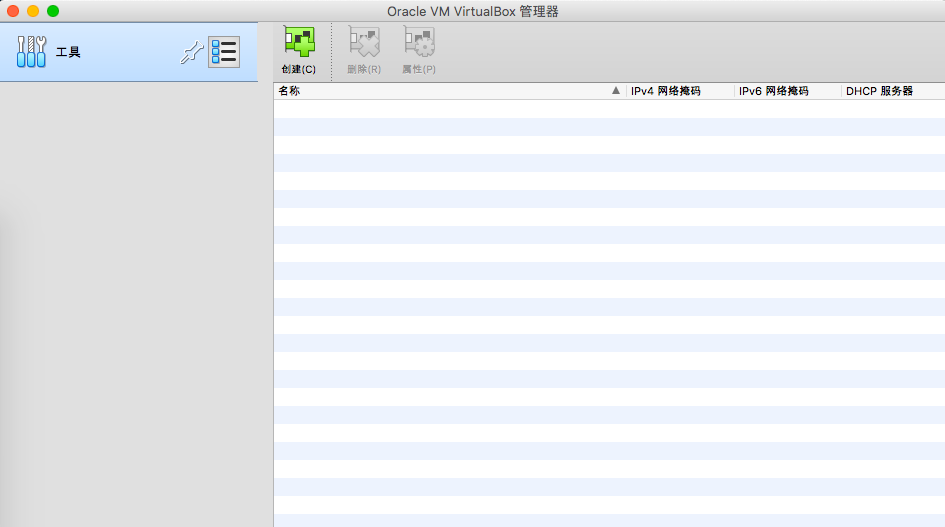 Oracle VM VirtualBox 管理器
工具
创建(C)
删除(R)
属性(P)
名称
IPv4 网络掩码
IPv6 网络掩码
DHCP 服务器